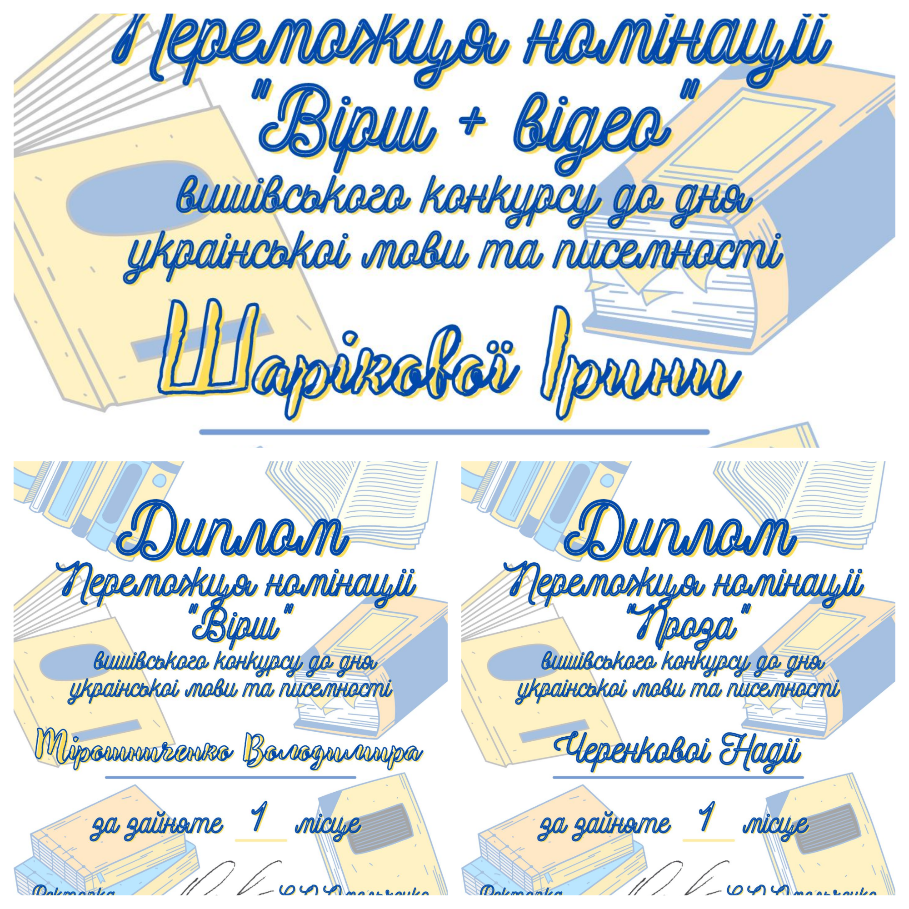 Переможця номінації
"Вірш + відео"
вишівського конкурсу до дня
української мови та писемності
Шарікової Ірини
Диплом
Переможця номінації
"Вірш"
вишівського конкурсу до дня
української мови та писемності
Мірошниченко Володимира
за зайняте 1 місце
Диплом
Переможця номінації
"Проза"
вишівського конкурсу до дня
української мови та писемності
Черенкової Надії
за зайняте 1 місце